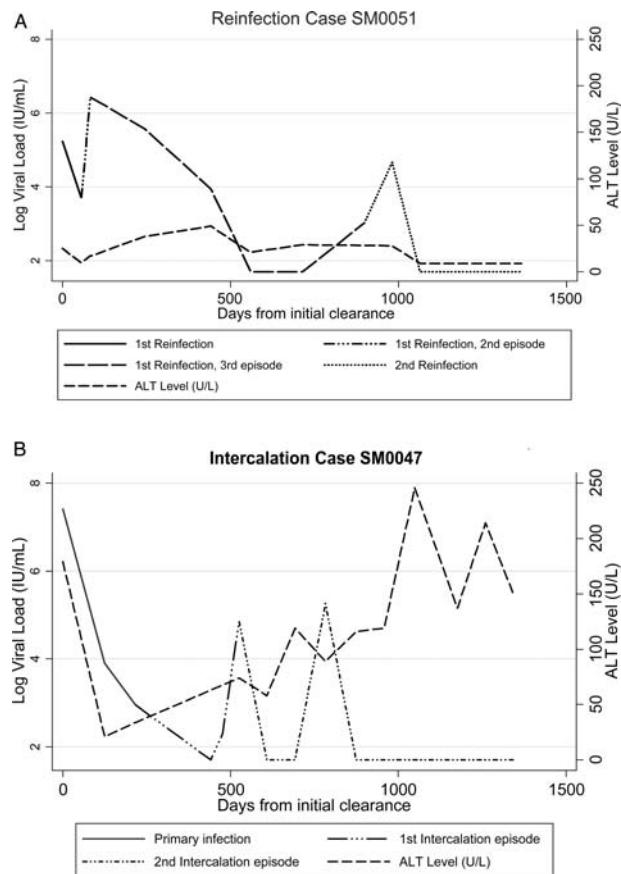 A
Reinfection Case SM0051
Log Viral Load (IU/mL)
8
6
4
2
ALT Level (U/L)
250
200
150
100
50
0
0 500 1000 1500
Days from initial clearance
1st Reinfection 1st Reinfection, 2nd episode
1st Reinfection, 3rd episode 2nd Reinfection
ALT Level (U/L)
B
Intercalation Case SM0047
Log Viral Load (IU/mL)
8
6
4
2
ALT Level (U/L)
250
200
150
100
50
0
0 500 1000 1500
Days from initial clearance
Primary infection 1st Intercalation episode
2nd Intercalation episode ALT Level (U/L)